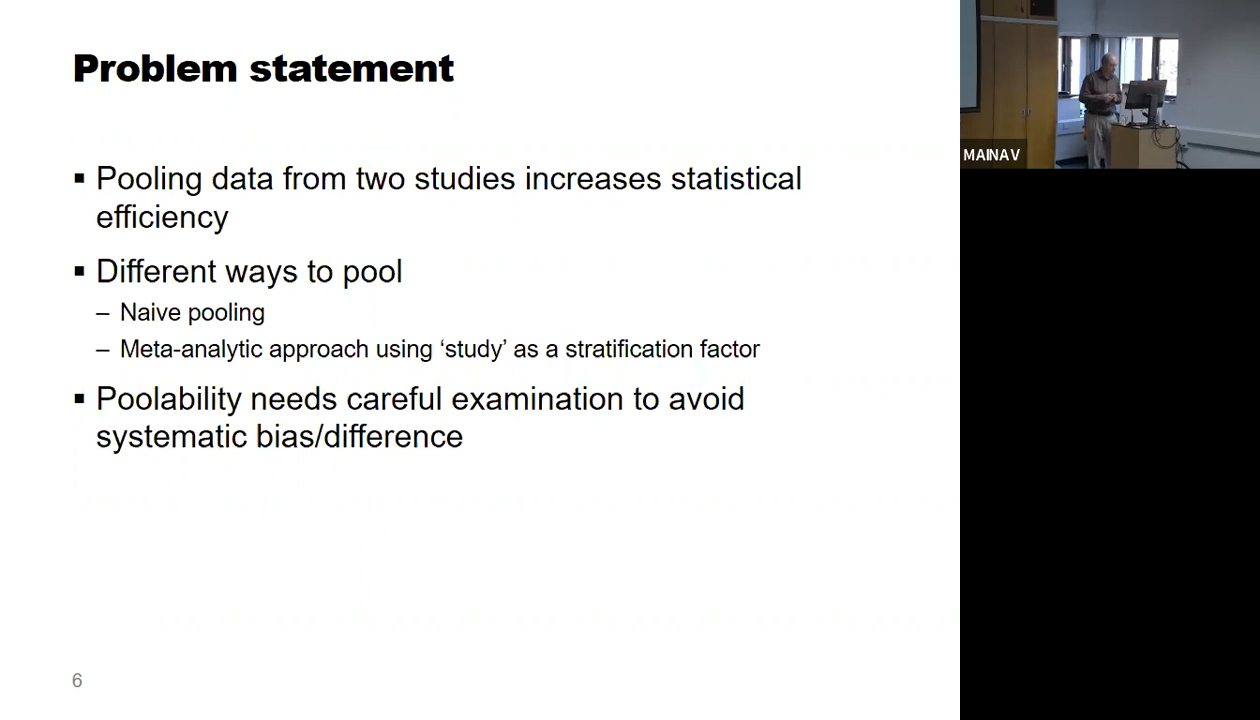 Problem statement
▪ Pooling data from two studies increases statistical
efficiency
▪ Different ways to pool
– Naive pooling
– Meta-analytic approach using ‘study’ as a stratification factor
▪ Poolability needs careful examination to avoid
systematic bias/difference
6
MAINAV